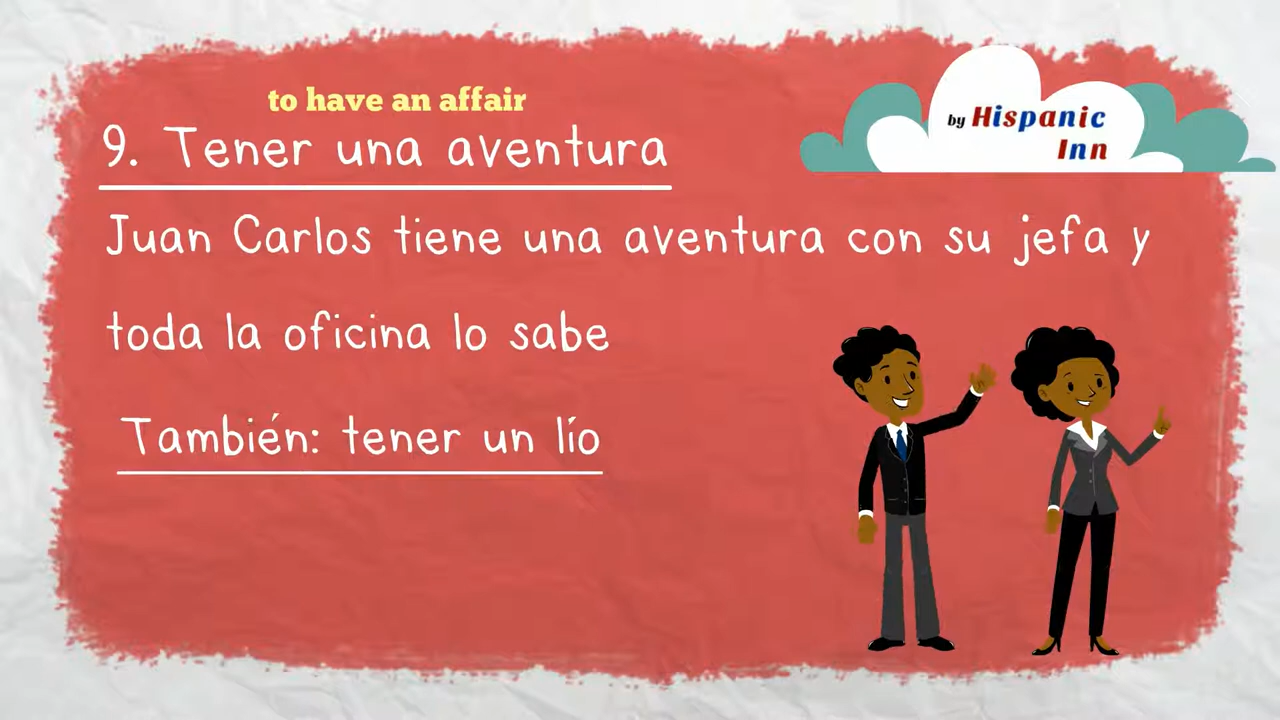 to have an affair
9. Tener una aventura
by Hispanic
Inn
Juan Carlos tiene una aventura con su jefa y
toda la oficina lo sabe
También: tener un lío